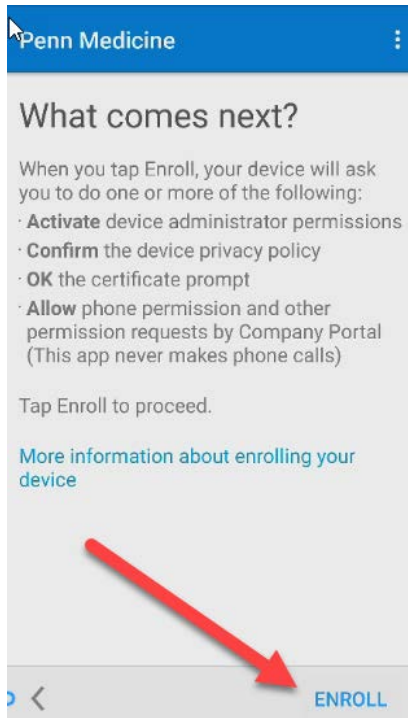 Penn Medicine
What comes next?
When you tap Enroll, your device will ask
you to do one or more of the following:
· Activate device administrator permissions
· Confirm the device privacy policy
· OK the certificate prompt
· Allow phone permission and other
permission requests by Company Portal
(This app never makes phone calls)
Tap Enroll to proceed.
More information about enrolling your
device
ENROLL